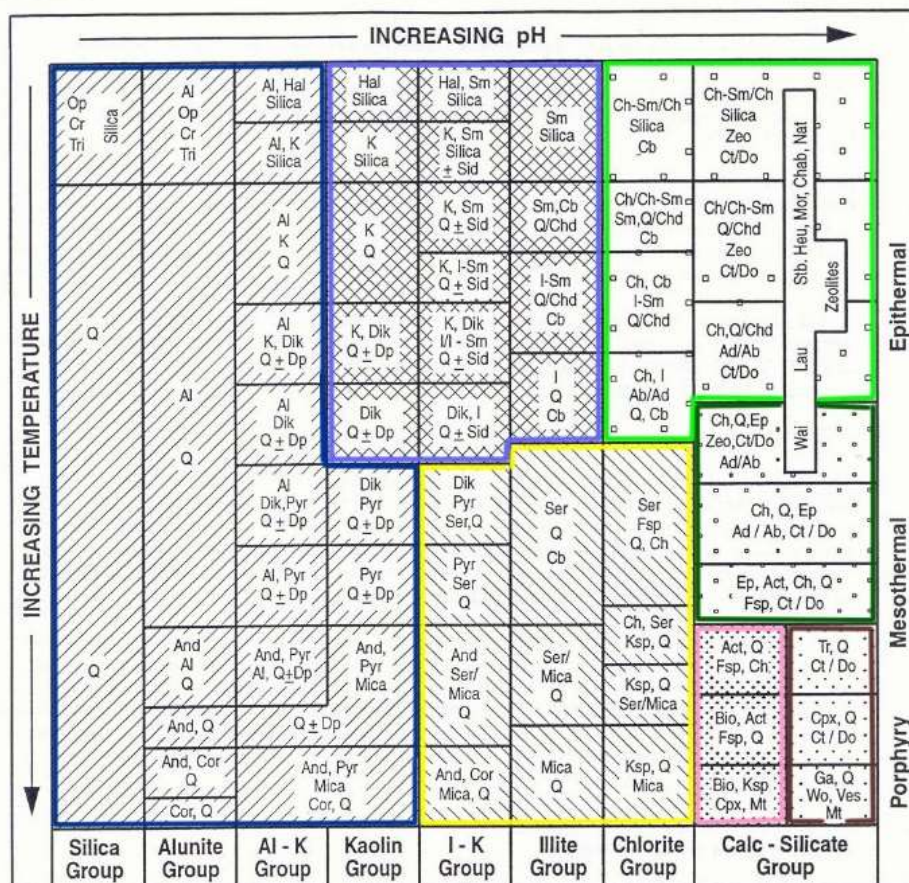 INCREASING pH
INCREASING TEMPERATURE
Op
Cr
Tri
Silica
Q
Q
Silica
Group
Al
Op
Cr
Tri
Al
Q
And
Al
Q
And, Q
And, Cor
Q
Cor, Q
Alunite
Group
Al, Hal
Silica
Al, K
Silica
Al
K
Q
Al
K, Dik
Q ± Dp
Al
Dik
Q ± Dp
Al
Dik,Pyr
Q ± Dp
Al, Pyr
Q ± Dp
And, Pyr
Al, Q±Dp
Q ± Dp
And, Pyr
Mica
Cor, Q
Al - K
Group
Hal
Silica
K
Silica
K
Q
K, Dik
Q ± Dp
Dik
Q ± Dp
Dik
Pyr
Q ± Dp
Pyr
Q ± Dp
And,
Pyr
Mica
Kaolin
Group
Hal, Sm
Silica
K, Sm
Silica
± Sid
K, Sm
Q ± Sid
K, I-Sm
Q ± Sid
K, Dik
I/I - Sm
Q ± Sid
Dik, I
Q ± Sid
Dik
Pyr
Ser,Q
Pyr
Ser
Q
And
Ser/
Mica
Q
And, Cor
Mica, Q
I - K
Group
Sm
Silica
Sm,Cb
Q/Chd
I-Sm
Q/Chd
Cb
I
Q
Cb
Ser
Q
Cb
Ser/
Mica
Q
Mica
Q
Illite
Group
Ch-Sm/Ch
Silica
Cb
Ch/Ch-Sm
Sm,Q/Chd
Cb
Ch, Cb
I-Sm
Q/Chd
Ch, I
Ab/Ad
Q, Cb
Ser
Fsp
Q, Ch
Ch, Ser
Ksp, Q
Ksp, Q
Ser/Mica
Ksp, Q
Mica
Chlorite
Group
Ch-Sm/Ch
Silica
Zeo
Ct/Do
Ch/Ch-Sm
Q/Chd
Zeo
Ct/Do
Ch,Q/Chd
Ad/Ab
Ct/Do
Ch,Q,Ep
Zeo,Ct/Do
Ad/Ab
Ch, Q, Ep
Ad / Ab, Ct / Do
Ep, Act, Ch, Q
Fsp, Ct / Do
Act, Q
Fsp, Ch
Bio, Act
Fsp, Q
Bio, Ksp
Cpx, Mt
Tr, Q
Ct / Do
Cpx, Q
Ct / Do
Ga, Q
Wo, Ves
Mt
Calc - Silicate
Group
Stb. Heu, Mor, Chab, Nat
Lau
Wai
Zeolites
Epithermal
Mesothermal
Porphyry